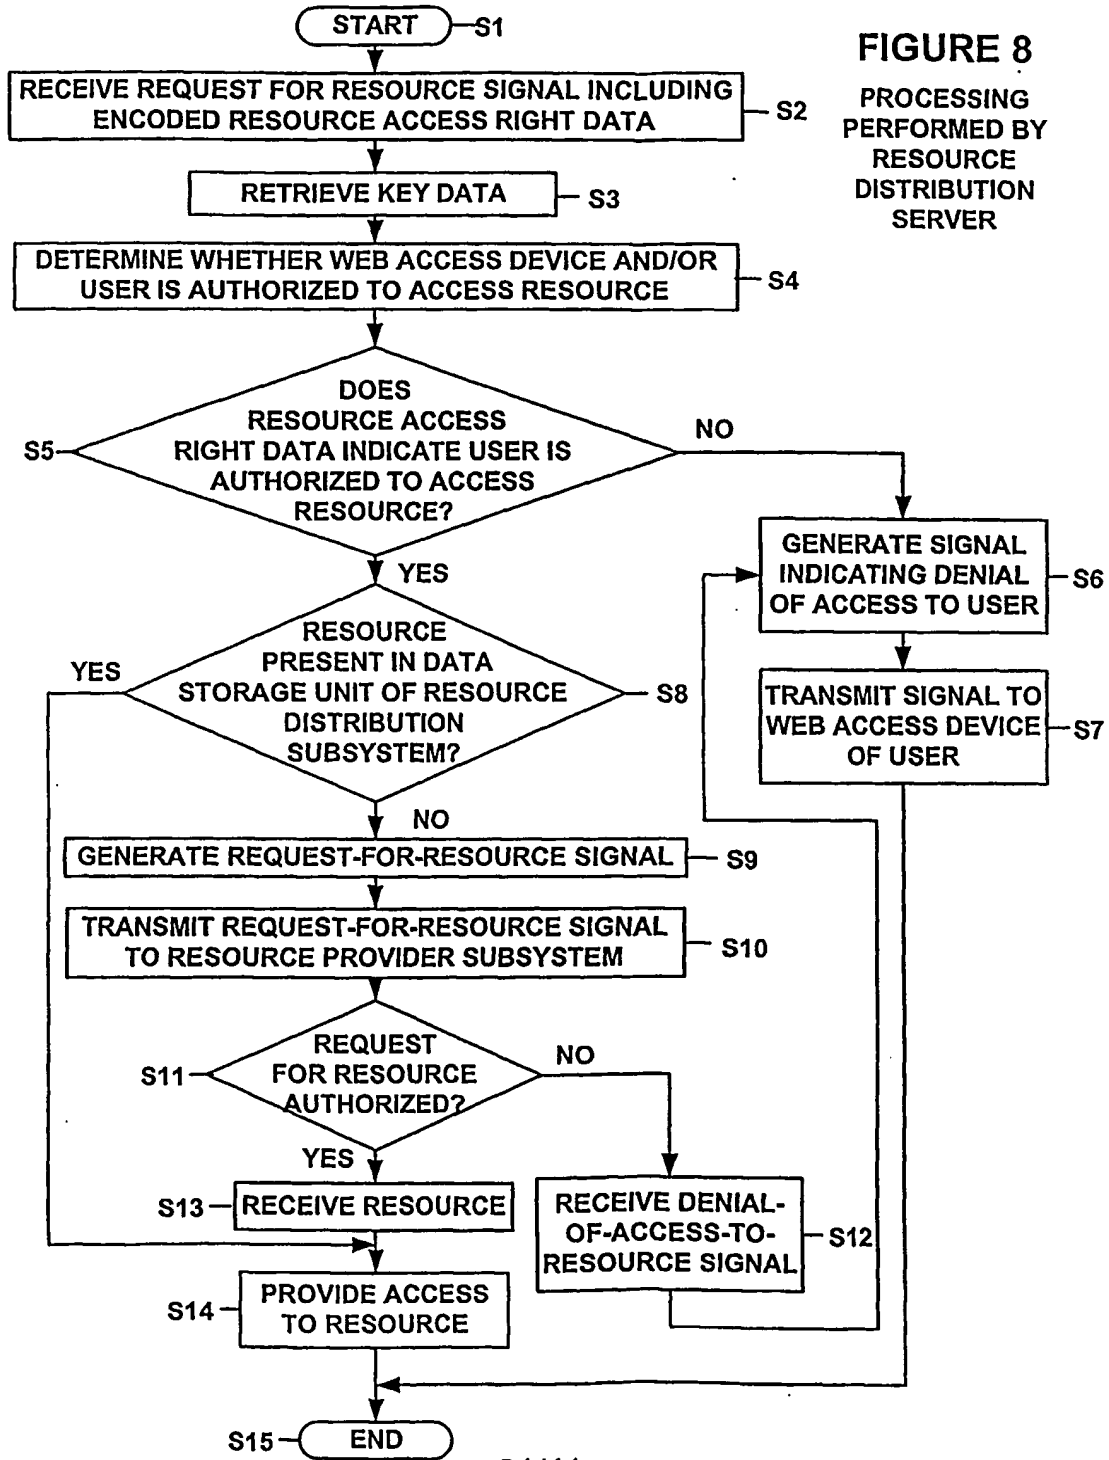 START
S1
FIGURE 8
PROCESSING
PERFORMED BY
RESOURCE
DISTRIBUTION
SERVER
RECEIVE REQUEST FOR RESOURCE SIGNAL INCLUDING
ENCODED RESOURCE ACCESS RIGHT DATA
S2
RETRIEVE KEY DATA
S3
DETERMINE WHETHER WEB ACCESS DEVICE AND/OR
USER IS AUTHORIZED TO ACCESS RESOURCE
S4
DOES
RESOURCE ACCESS
RIGHT DATA INDICATE USER IS
AUTHORIZED TO ACCESS
RESOURCE?
S5
NO
YES
GENERATE SIGNAL
INDICATING DENIAL
OF ACCESS TO USER
S6
TRANSMIT SIGNAL TO
WEB ACCESS DEVICE
OF USER
S7
RESOURCE
PRESENT IN DATA
STORAGE UNIT OF RESOURCE
DISTRIBUTION
SUBSYSTEM?
YES
S8
NO
GENERATE REQUEST-FOR-RESOURCE SIGNAL
S9
TRANSMIT REQUEST-FOR-RESOURCE SIGNAL
TO RESOURCE PROVIDER SUBSYSTEM
S10
REQUEST
FOR RESOURCE
AUTHORIZED?
S11
NO
YES
S13
RECEIVE RESOURCE
RECEIVE DENIAL-
OF-ACCESS-TO-
RESOURCE SIGNAL
S12
PROVIDE ACCESS
TO RESOURCE
S14
S15
END